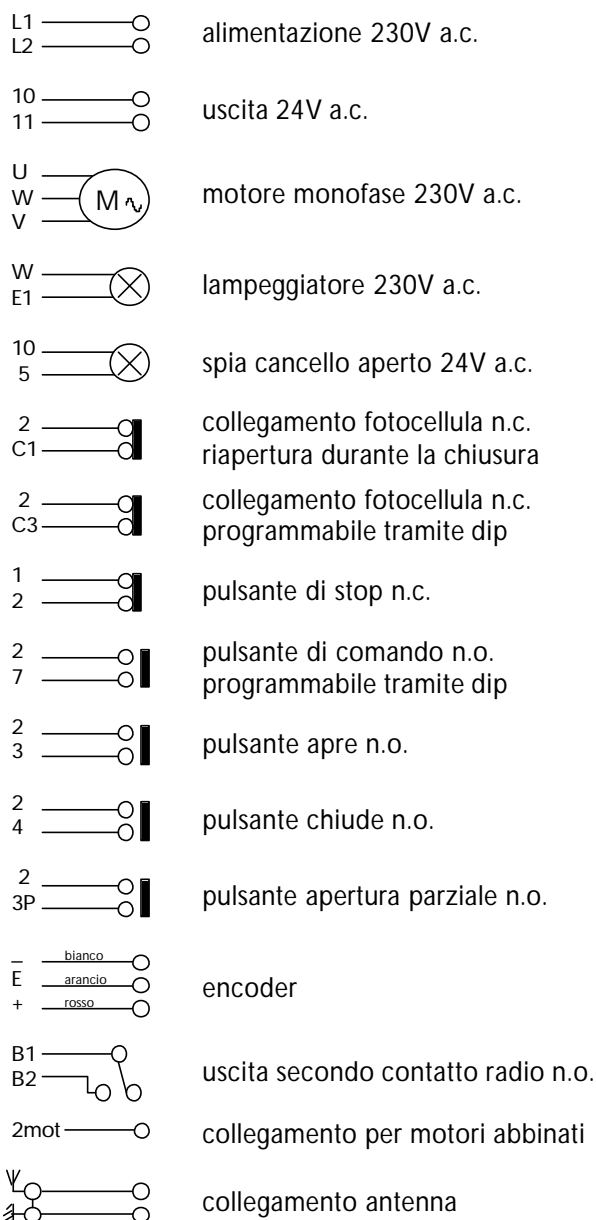 L1
L2
alimentazione 230V a.c.
10
11
uscita 24V a.c.
U
W
V
M
motore monofase 230V a.c.
W
E1
lampeggiatore 230V a.c.
10
5
spia cancello aperto 24V a.c.
2
C1
collegamento fotocellula n.c.
riapertura durante la chiusura
2
C3
collegamento fotocellula n.c.
programmabile tramite dip
1
2
pulsante di stop n.c.
2
7
pulsante di comando n.o.
programmabile tramite dip
2
3
pulsante apre n.o.
2
4
pulsante chiude n.o.
2
3P
pulsante apertura parziale n.o.
– bianco
E arancio
+ rosso
encoder
B1
B2
uscita secondo contatto radio n.o.
2mot
collegamento per motori abbinati
collegamento antenna